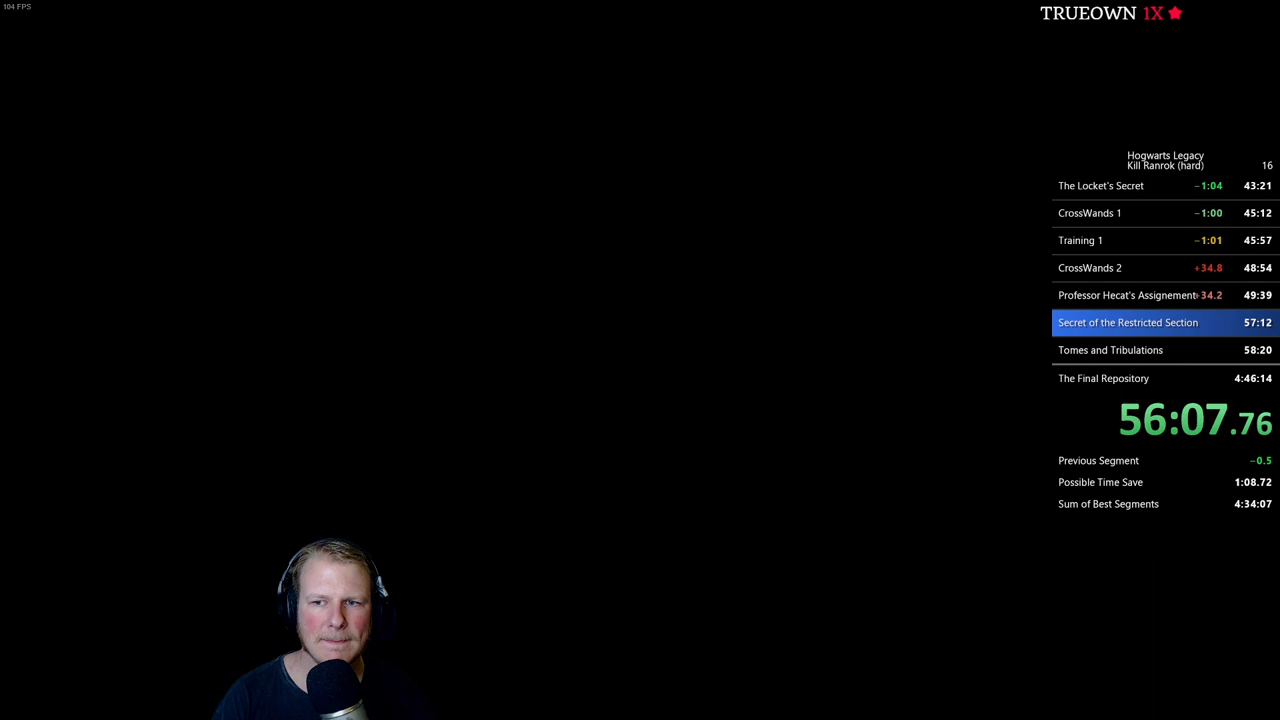 104 FPS
TRUEOWN 1X
Hogwarts Legacy
Kill Ranrok (hard) 16
The Locket's Secret −1:04 43:21
CrossWands 1 −1:00 45:12
Training 1 −1:01 45:57
CrossWands 2 +34.8 48:54
Professor Hecat's Assignement +34.2 49:39
Secret of the Restricted Section 57:12
Tomes and Tribulations 58:20
The Final Repository 4:46:14
56:07.76
Previous Segment −0.5
Possible Time Save 1:08.72
Sum of Best Segments 4:34:07